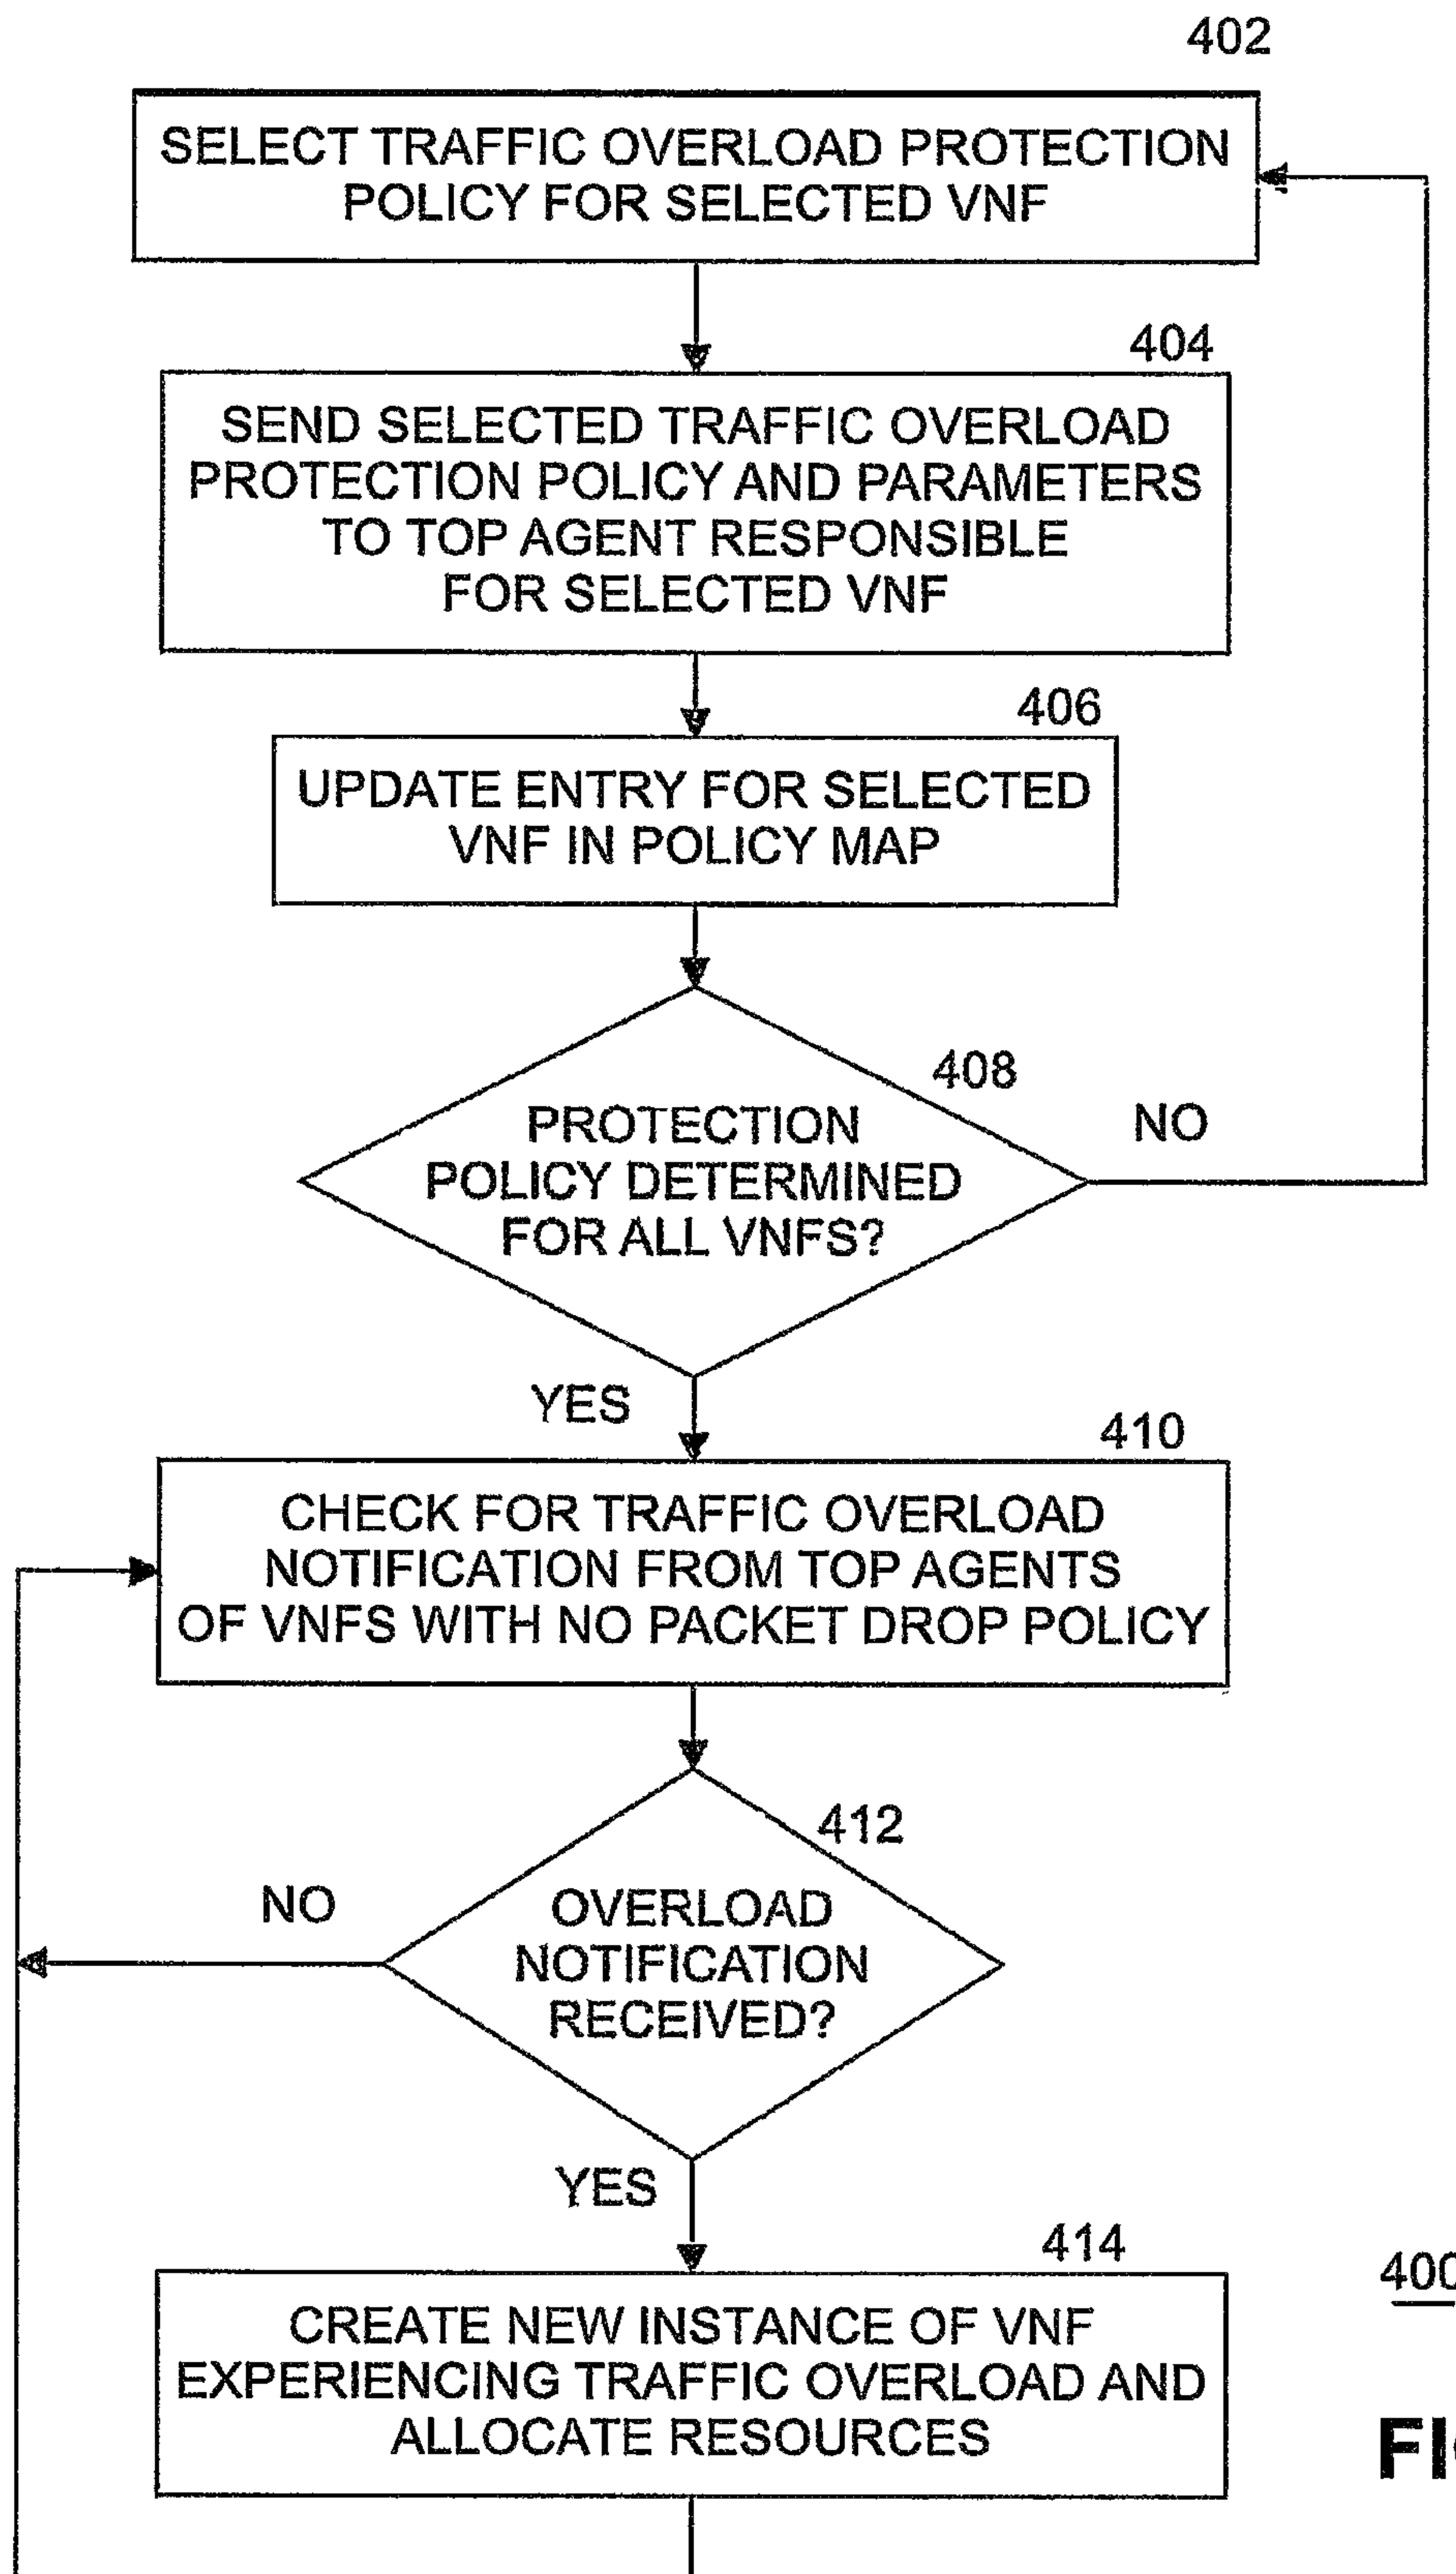 402
SELECT TRAFFIC OVERLOAD PROTECTION
POLICY FOR SELECTED VNF
404
SEND SELECTED TRAFFIC OVERLOAD
PROTECTION POLICY AND PARAMETERS
TO TOP AGENT RESPONSIBLE
FOR SELECTED VNF
406
UPDATE ENTRY FOR SELECTED
VNF IN POLICY MAP
408
PROTECTION
POLICY DETERMINED
FOR ALL VNFS?
NO
YES
410
CHECK FOR TRAFFIC OVERLOAD
NOTIFICATION FROM TOP AGENTS
OF VNFS WITH NO PACKET DROP POLICY
412
OVERLOAD
NOTIFICATION
RECEIVED?
NO
YES
414
CREATE NEW INSTANCE OF VNF
EXPERIENCING TRAFFIC OVERLOAD AND
ALLOCATE RESOURCES
400